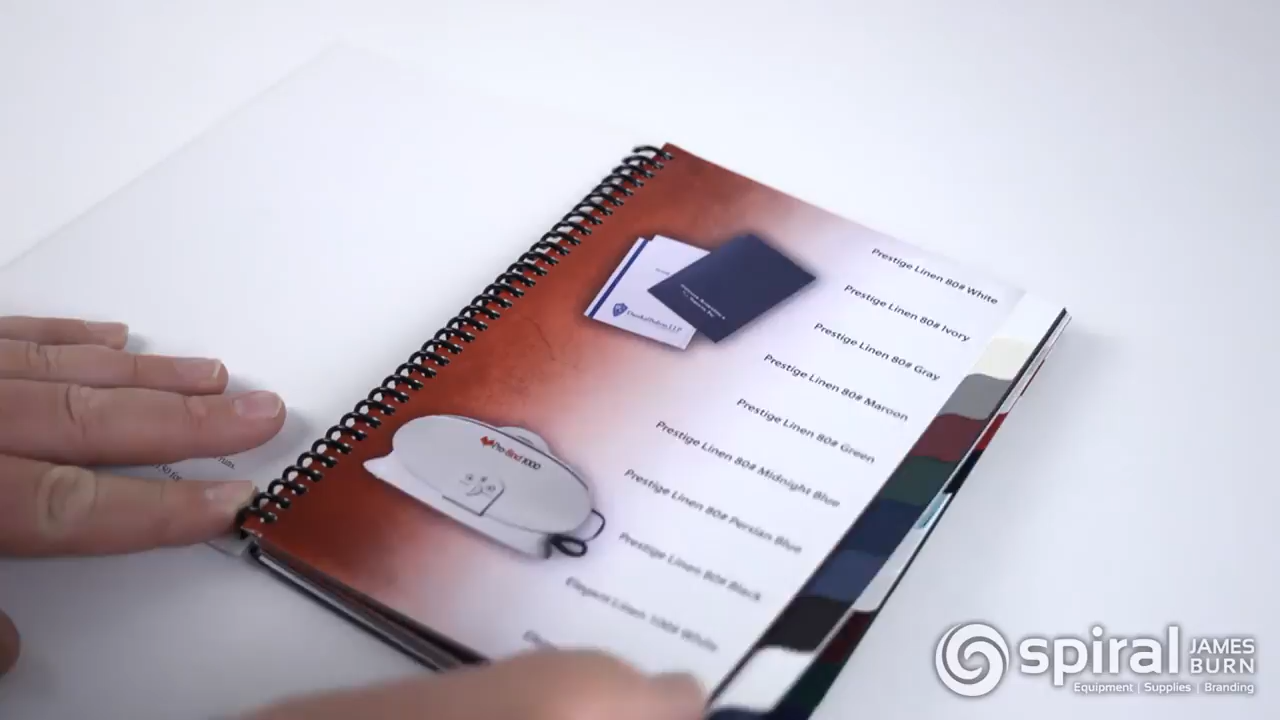 Prestige Linen 80# White
Prestige Linen 80# Ivory
Prestige Linen 80# Gray
Prestige Linen 80# Maroon
Prestige Linen 80# Green
Prestige Linen 80# Midnight Blue
Prestige Linen 80# Persian Blue
Prestige Linen 80# Black
Elegant Linen 100# White
Pro-Bind 1000
spiral JAMES BURN
Equipment | Supplies | Branding